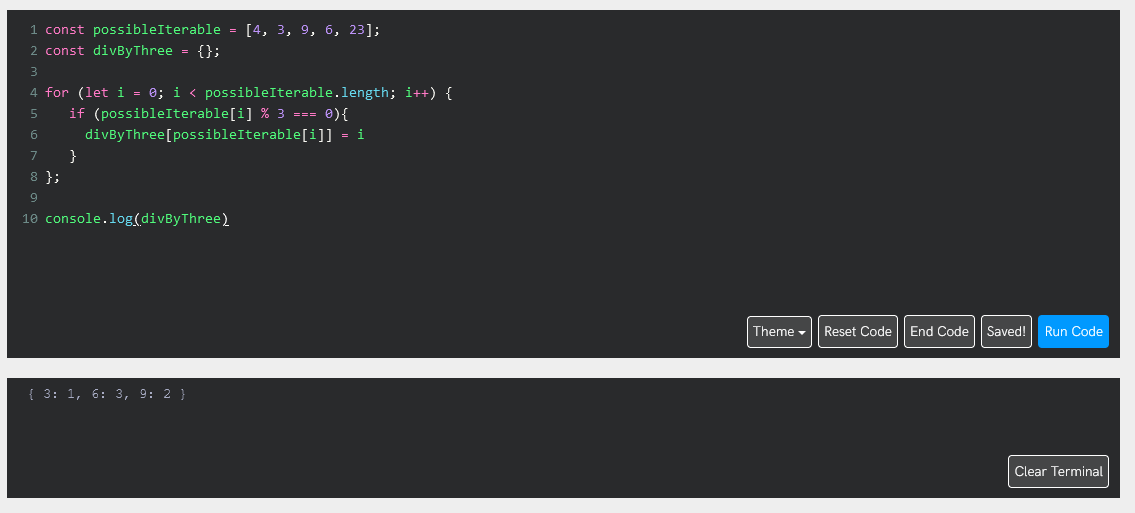 1 const possibleIterable = [4, 3, 9, 6, 23];
2 const divByThree = {};
3
4 for (let i = 0; i < possibleIterable.length; i++) {
5    if (possibleIterable[i] % 3 === 0){
6      divByThree[possibleIterable[i]] = i
7    }
8 };
9
10 console.log(divByThree)
Theme Reset Code End Code Saved! Run Code
{ 3: 1, 6: 3, 9: 2 }
Clear Terminal